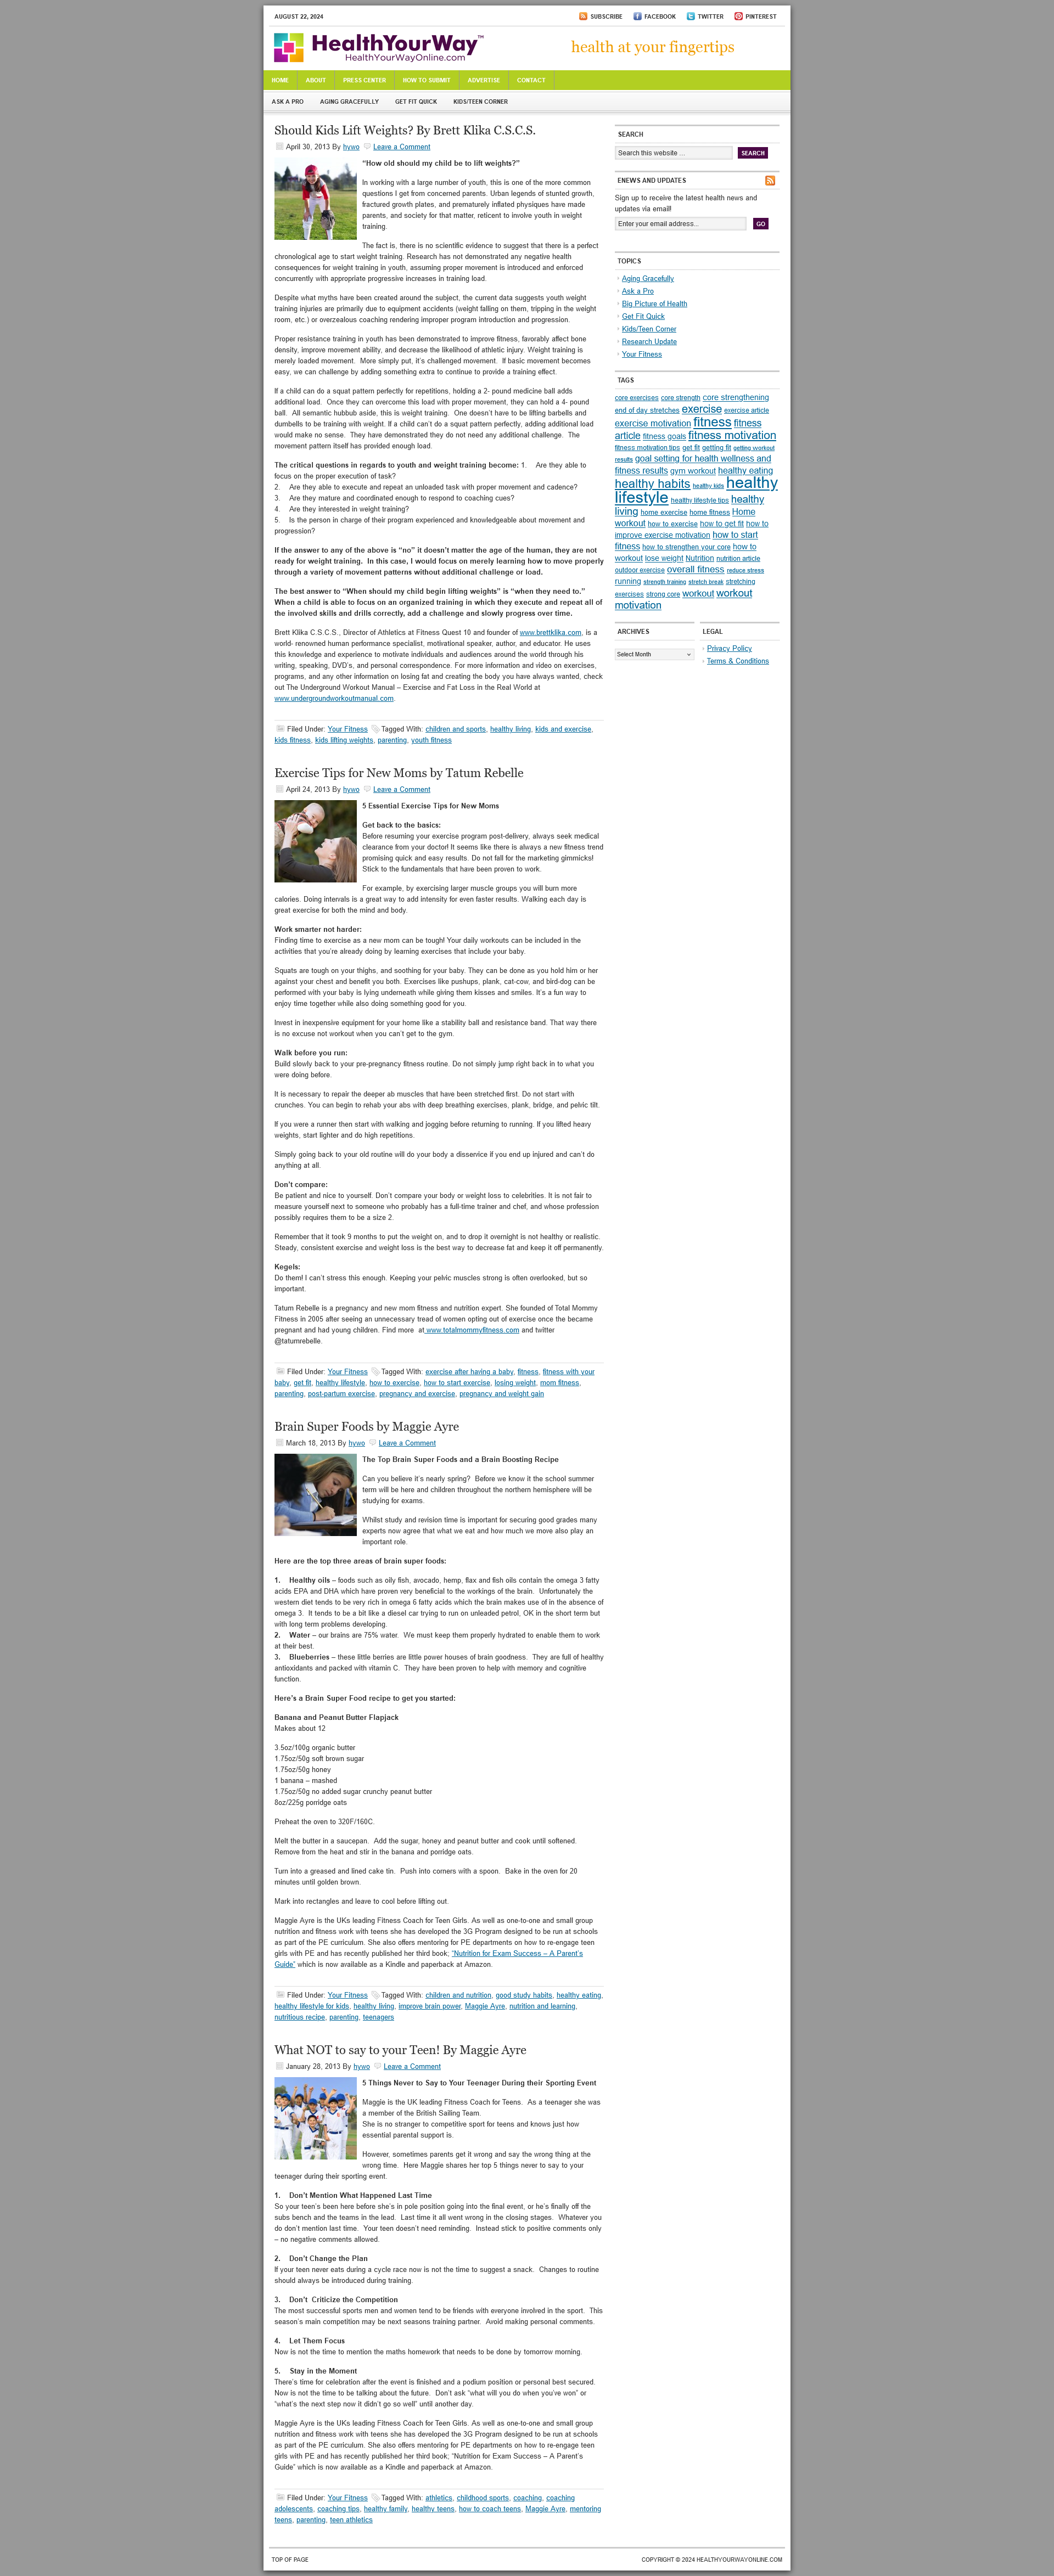 AUGUST 22, 2024
SUBSCRIBE FACEBOOK TWITTER PINTEREST
HealthYourWay™
HealthYourWayOnline.com
health at your fingertips
HOME ABOUT PRESS CENTER HOW TO SUBMIT ADVERTISE CONTACT
ASK A PRO AGING GRACEFULLY GET FIT QUICK KIDS/TEEN CORNER
Should Kids Lift Weights? By Brett Klika C.S.C.S.
April 30, 2013 By hywo Leave a Comment
“How old should my child be to lift weights?”
In working with a large number of youth, this is one of the more common
questions I get from concerned parents. Urban legends of stunted growth,
fractured growth plates, and prematurely inflated physiques have made
parents, and society for that matter, reticent to involve youth in weight
training.
The fact is, there is no scientific evidence to suggest that there is a perfect
chronological age to start weight training. Research has not demonstrated any negative health
consequences for weight training in youth, assuming proper movement is introduced and enforced
concurrently with appropriate progressive increases in training load.
Despite what myths have been created around the subject, the current data suggests youth weight
training injuries are primarily due to equipment accidents (weight falling on them, tripping in the weight
room, etc.) or overzealous coaching rendering improper program introduction and progression.
Proper resistance training in youth has been demonstrated to improve fitness, favorably affect bone
density, improve movement ability, and decrease the likelihood of athletic injury. Weight training is
merely loaded movement. More simply put, it’s challenged movement. If basic movement becomes
easy, we can challenge by adding something extra to continue to provide a training effect.
If a child can do a squat pattern perfectly for repetitions, holding a 2- pound medicine ball adds
additional load. Once they can overcome this load with proper movement, they can hold a 4- pound
ball. All semantic hubbub aside, this is weight training. One doesn’t have to be lifting barbells and
dumbells to be training with weight. If a child can’t do a squat pattern properly, adding additional load
would make no sense. They have demonstrated they do not need any additional challenge. The
movement pattern itself has provided enough load.
The critical questions in regards to youth and weight training become: 1. Are they able to
focus on the proper execution of a task?
2. Are they able to execute and repeat an unloaded task with proper movement and cadence?
3. Are they mature and coordinated enough to respond to coaching cues?
4. Are they interested in weight training?
5. Is the person in charge of their program experienced and knowledgeable about movement and
progression?
If the answer to any of the above is “no” it doesn’t matter the age of the human, they are not
ready for weight training. In this case, I would focus on merely learning how to move properly
through a variety of movement patterns without additional challenge or load.
The best answer to “When should my child begin lifting weights” is “when they need to.”
When a child is able to focus on an organized training in which they execute and repeat all of
the involved skills and drills correctly, add a challenge and slowly progress over time.
Brett Klika C.S.C.S., Director of Athletics at Fitness Quest 10 and founder of www.brettklika.com, is a
world- renowned human performance specialist, motivational speaker, author, and educator. He uses
this knowledge and experience to motivate individuals and audiences around the world through his
writing, speaking, DVD’s, and personal correspondence. For more information on videos, exercises,
programs, and everything you need to know about keeping kids from being fat and weak-kneed, check
out The Underground Workout Manual – Exercise and Fat Loss in the Real World at
www.undergroundworkoutmanual.com.
Filed Under: Your Fitness Tagged With: children and sports, healthy living, kids and exercise,
kids fitness, kids lifting weights, parenting, youth fitness
Exercise Tips for New Moms by Tatum Rebelle
April 24, 2013 By hywo Leave a Comment
5 Essential Exercise Tips for New Moms
Get back to the basics:
Before resuming your exercise program post-delivery, always seek medical
clearance from your doctor! It seems like there is always a new fitness trend
promising quick and easy results. Do not fall for the marketing gimmicks!
Stick to the fundamentals that have been proven to work.
For example, by exercising larger muscle groups you will burn more
calories. Doing intervals is a great way to add intensity for even faster results. Walking each day is
great exercise for both the mind and body.
Work smarter not harder:
Finding time to exercise as a new mom can be tough! Your daily workouts can be included in the
activities that you’re already doing by learning exercises that include your baby.
Squats are tough on your thighs, and soothing for your baby. They can be done as you hold him or her
against your chest and benefit you both. Exercises like pushups, plank, cat-cow, and bird-dog can be
performed with your baby is lying underneath while giving them kisses and smiles. It’s a fun way to
enjoy time together while also doing something good for you.
Invest in inexpensive equipment for your home like a stability ball and resistance band. That way there
is no excuse not workout when you can’t get to the gym.
Walk before you run:
Build slowly back to your pre-pregnancy fitness routine. Do not simply jump right back in to what you
were doing before.
It is necessary to repair the deeper ab muscles that have been stretched first. Do not start with
crunches. You can begin to rehab your abs with deep breathing exercises, plank, bridge, and pelvic tilt.
If you were a runner then start with walking and jogging before returning to running. If you lifted heavy
weights, start lighter and do high repetitions.
Simply going back to your old routine will do your body a disservice if you end up injured and can’t do
anything at all.
Don’t compare:
Be patient and nice to yourself. Don’t compare your body or weight loss to celebrities. It is not fair to
measure yourself next to someone who probably has a full-time trainer and chef, and whose profession
possibly requires them to be a size 2.
Remember that it took 9 months to put the weight on, and to drop it overnight is not healthy or realistic.
Steady, consistent exercise and weight loss is the best way to decrease fat and keep it off permanently.
Kegels:
Do them! I can’t stress this enough. Keeping your pelvic muscles strong is often overlooked, but so
important.
Tatum Rebelle is a pregnancy and new mom fitness and nutrition expert. She founded of Total Mommy
Fitness in 2005 after seeing an unnecessary tread of women opting out of exercise once the became
pregnant and had young children. Find more at www.totalmommyfitness.com and twitter
@tatumrebelle.
Filed Under: Your Fitness Tagged With: exercise after having a baby, fitness, fitness with your
baby, get fit, healthy lifestyle, how to exercise, how to start exercise, losing weight, mom fitness,
parenting, post-partum exercise, pregnancy and exercise, pregnancy and weight gain
Brain Super Foods by Maggie Ayre
March 18, 2013 By hywo Leave a Comment
The Top Brain Super Foods and a Brain Boosting Recipe
Can you believe it’s nearly spring? Before we know it the school summer
term will be here and children throughout the northern hemisphere will be
studying for exams.
Whilst study and revision time is important for securing good grades many
experts now agree that what we eat and how much we move also play an
important role.
Here are the top three areas of brain super foods:
1. Healthy oils – foods such as oily fish, avocado, hemp, flax and fish oils contain the omega 3 fatty
acids EPA and DHA which have proven very beneficial to the workings of the brain. Unfortunately the
western diet tends to be very rich in omega 6 fatty acids which the brain makes use of in the absence of
omega 3. It tends to be a bit like a diesel car trying to run on unleaded petrol, OK in the short term but
with long term problems developing.
2. Water – our brains are 75% water. We must keep them properly hydrated to enable them to work
at their best.
3. Blueberries – these little berries are little power houses of brain goodness. They are full of healthy
antioxidants and packed with vitamin C. They have been proven to help with memory and cognitive
function.
Here’s a Brain Super Food recipe to get you started:
Banana and Peanut Butter Flapjack
Makes about 12
3.5oz/100g organic butter
1.75oz/50g soft brown sugar
1.75oz/50g honey
1 banana – mashed
1.75oz/50g no added sugar crunchy peanut butter
8oz/225g porridge oats
Preheat the oven to 320F/160C.
Melt the butter in a saucepan. Add the sugar, honey and peanut butter and cook until softened.
Remove from the heat and stir in the banana and porridge oats.
Turn into a greased and lined cake tin. Push into corners with a spoon. Bake in the oven for 20
minutes until golden brown.
Mark into rectangles and leave to cool before lifting out.
Maggie Ayre is the UKs leading Fitness Coach for Teen Girls. As well as one-to-one and small group
nutrition and fitness work with teens she has developed the 3G Program designed to be run at schools
as part of the PE curriculum. She also offers mentoring for PE departments on how to re-engage teen
girls with PE and has recently published her third book; “Nutrition for Exam Success – A Parent’s
Guide” which is now available as a Kindle and paperback at Amazon.
Filed Under: Your Fitness Tagged With: children and nutrition, good study habits, healthy eating,
healthy lifestyle for kids, healthy living, improve brain power, Maggie Ayre, nutrition and learning,
nutritious recipe, parenting, teenagers
What NOT to say to your Teen! By Maggie Ayre
January 28, 2013 By hywo Leave a Comment
5 Things Never to Say to Your Teenager During their Sporting Event
Maggie is the UK leading Fitness Coach for Teens. As a teenager she was
a member of the British Sailing Team.
She is no stranger to competitive sport for teens and knows just how
essential parental support is.
However, sometimes parents get it wrong and say the wrong thing at the
wrong time. Here Maggie shares her top 5 things never to say to your
teenager during their sporting event.
1. Don’t Mention What Happened Last Time
So your teen’s been here before she’s in pole position going into the final event, or he’s finally off the
subs bench and the teams in the lead. Last time it all went wrong in the closing stages. Whatever you
do don’t mention last time. Your teen doesn’t need reminding. Instead stick to positive comments only
– no negative comments allowed.
2. Don’t Change the Plan
If your teen never eats during a cycle race now is not the time to suggest a snack. Changes to routine
should always be introduced during training.
3. Don’t Criticize the Competition
The most successful sports men and women tend to be friends with everyone involved in the sport. This
season’s main competition may be next seasons training partner. Avoid making personal comments.
4. Let Them Focus
Now is not the time to mention the maths homework that needs to be done by tomorrow morning.
5. Stay in the Moment
There’s time for celebration after the event is finished and a podium position or personal best secured.
Now is not the time to be talking about the future. Don’t ask “what will you do when you’ve won” or
“what’s the next step now it didn’t go so well” until another day.
Maggie Ayre is the UKs leading Fitness Coach for Teen Girls. As well as one-to-one and small group
nutrition and fitness work with teens she has developed the 3G Program designed to be run at schools
as part of the PE curriculum. She also offers mentoring for PE departments on how to re-engage teen
girls with PE and has recently published her third book; “Nutrition for Exam Success – A Parent’s
Guide” which is now available as a Kindle and paperback at Amazon.
Filed Under: Your Fitness Tagged With: athletics, childhood sports, coaching, coaching
adolescents, coaching tips, healthy family, healthy teens, how to coach teens, Maggie Ayre, mentoring
teens, parenting, teen athletics
SEARCH
Search this website … SEARCH
ENEWS AND UPDATES
Sign up to receive the latest health news and
updates via email!
Enter your email address... GO
TOPICS
Aging Gracefully
Ask a Pro
Big Picture of Health
Get Fit Quick
Kids/Teen Corner
Research Update
Your Fitness
TAGS
core exercises core strength core strengthening
end of day stretches exercise exercise article
exercise motivation fitness fitness
article fitness goals fitness motivation
fitness motivation tips get fit getting fit getting workout
results goal setting for health wellness and
fitness results gym workout healthy eating
healthy habits healthy kids healthy
lifestyle healthy lifestyle tips healthy
living home exercise home fitness Home
workout how to exercise how to get fit how to
improve exercise motivation how to start
fitness how to strengthen your core how to
workout lose weight Nutrition nutrition article
outdoor exercise overall fitness reduce stress
running strength training stretch break stretching
exercises strong core workout workout
motivation
ARCHIVES
Select Month
LEGAL
Privacy Policy
Terms & Conditions
TOP OF PAGE
COPYRIGHT © 2024 HEALTHYOURWAYONLINE.COM